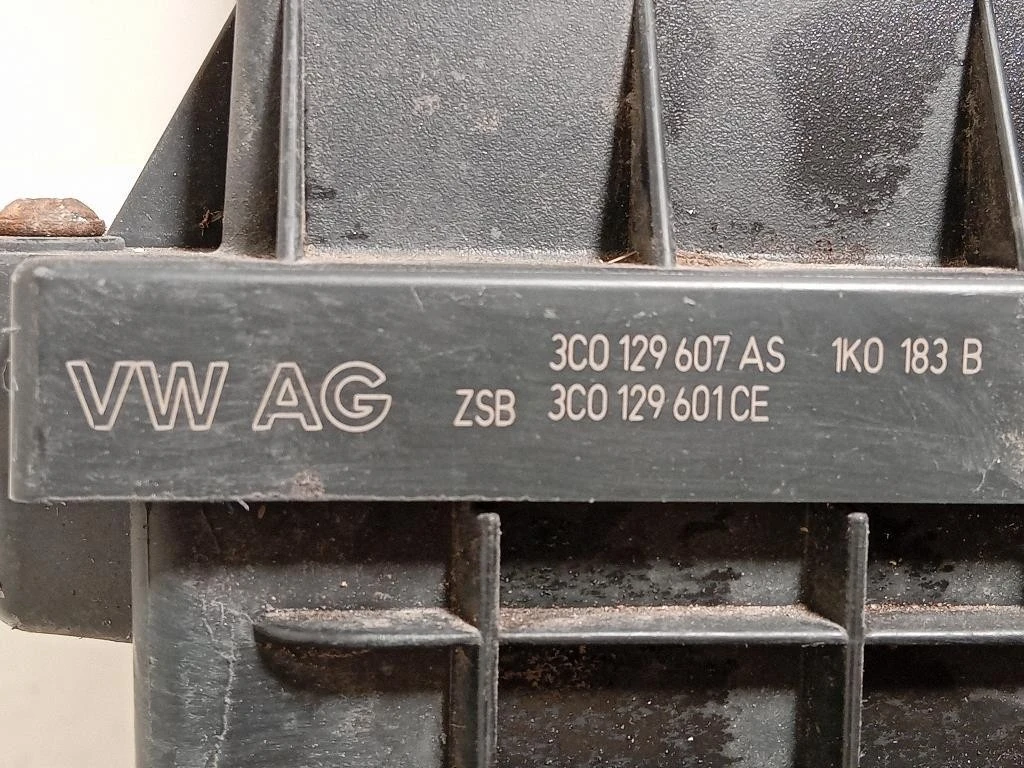 VW AG 3C0 129 607 AS 1K0 183 B
ZSB 3C0 129 601 CE